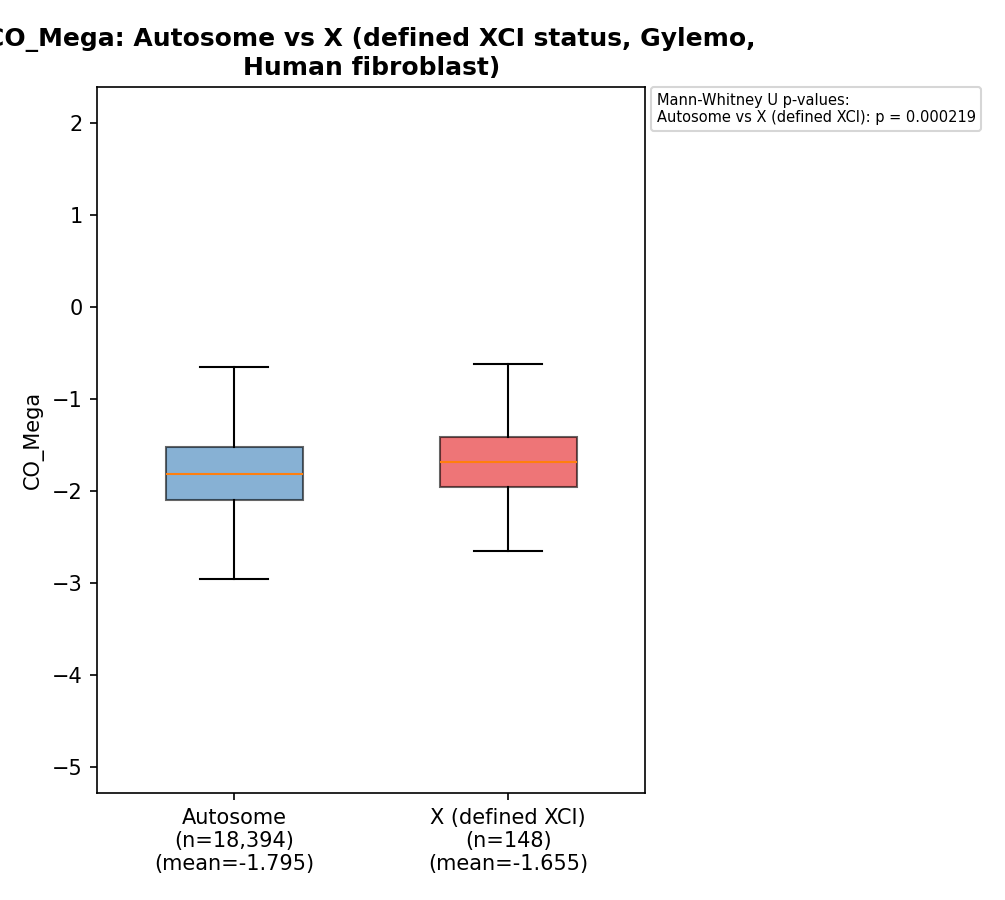 CO_Mega: Autosome vs X (defined XCI status, Gylemo,
Human fibroblast)
Mann-Whitney U p-values:
Autosome vs X (defined XCI): p = 0.000219
CO_Mega
2
1
0
−1
−2
−3
−4
−5
Autosome
(n=18,394)
(mean=-1.795)
X (defined XCI)
(n=148)
(mean=-1.655)